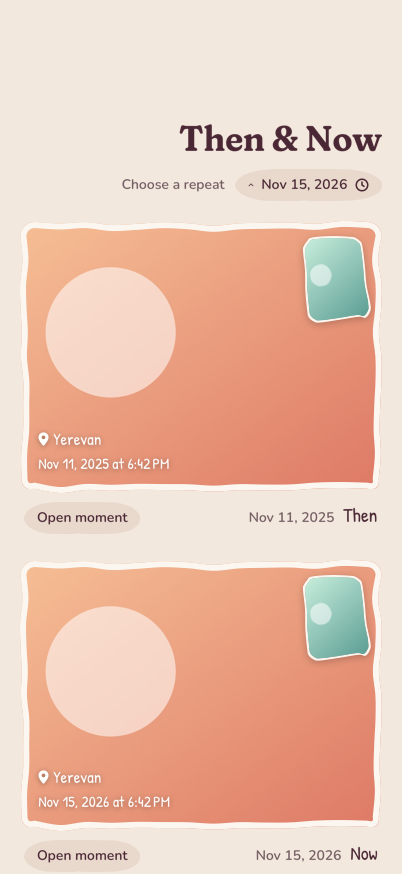 Then & Now
Choose a repeat Nov 15, 2026
Yerevan
Nov 11, 2025 at 6:42 PM
Open moment Nov 11, 2025 Then
Yerevan
Nov 15, 2026 at 6:42 PM
Open moment Nov 15, 2026 Now